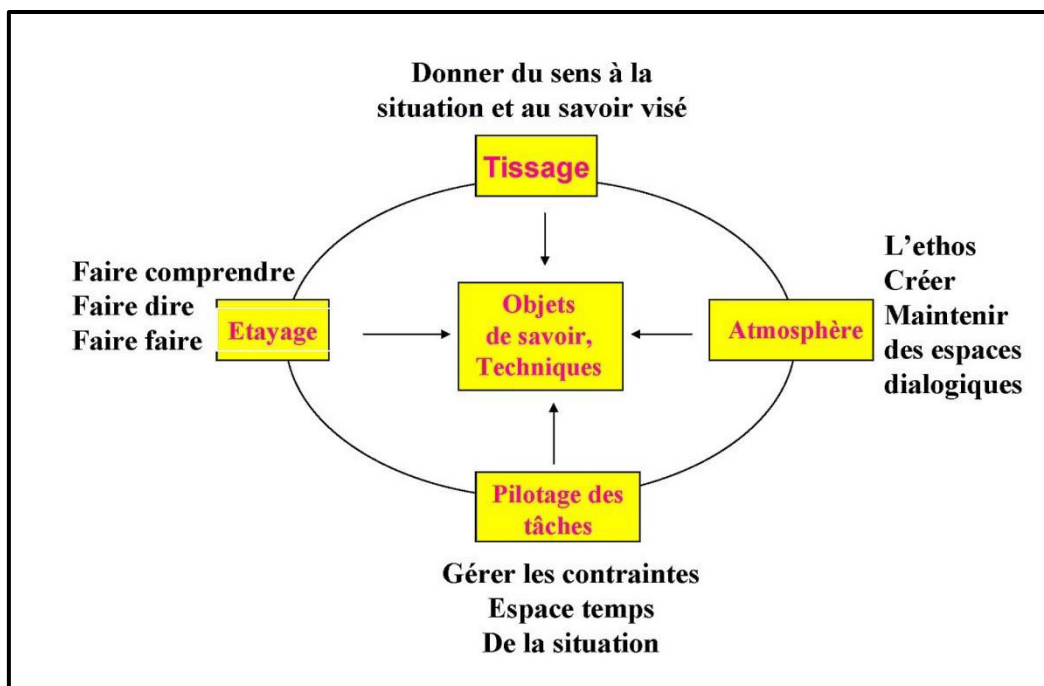 Donner du sens à la
situation et au savoir visé
Tissage
Faire comprendre
Faire dire
Faire faire
Etayage
Objets
de savoir,
Techniques
Atmosphère
L’ethos
Créer
Maintenir
des espaces
dialogiques
Pilotage des
tâches
Gérer les contraintes
Espace temps
De la situation